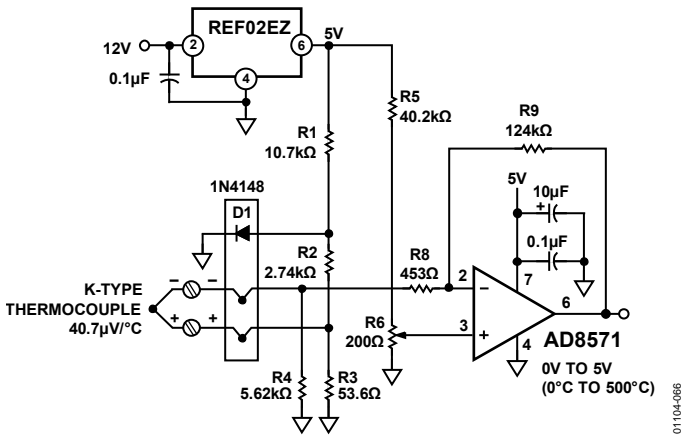 REF02EZ
12V
2
6
5V
4
0.1µF
R5
40.2kΩ
R9
124kΩ
R1
10.7kΩ
1N4148
D1
5V
10µF
+
0.1µF
R2
2.74kΩ
R8
453Ω
K-TYPE
THERMOCOUPLE
40.7µV/°C
–
–
+
+
2
–
7
6
R6
200Ω
3
+
4
AD8571
0V TO 5V
(0°C TO 500°C)
R4
5.62kΩ
R3
53.6Ω
01104-066